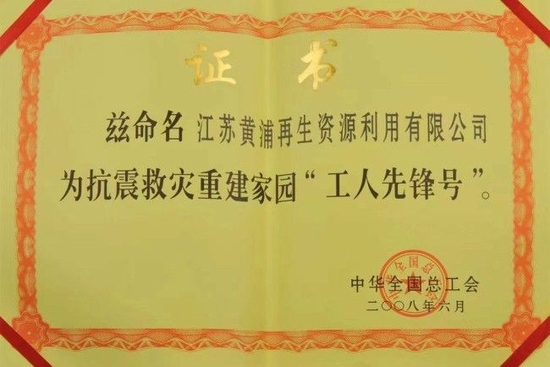 证书
兹命名 江苏黄浦再生资源利用有限公司
为抗震救灾重建家园“工人先锋号”。
中华全国总工会
二〇〇八年六月